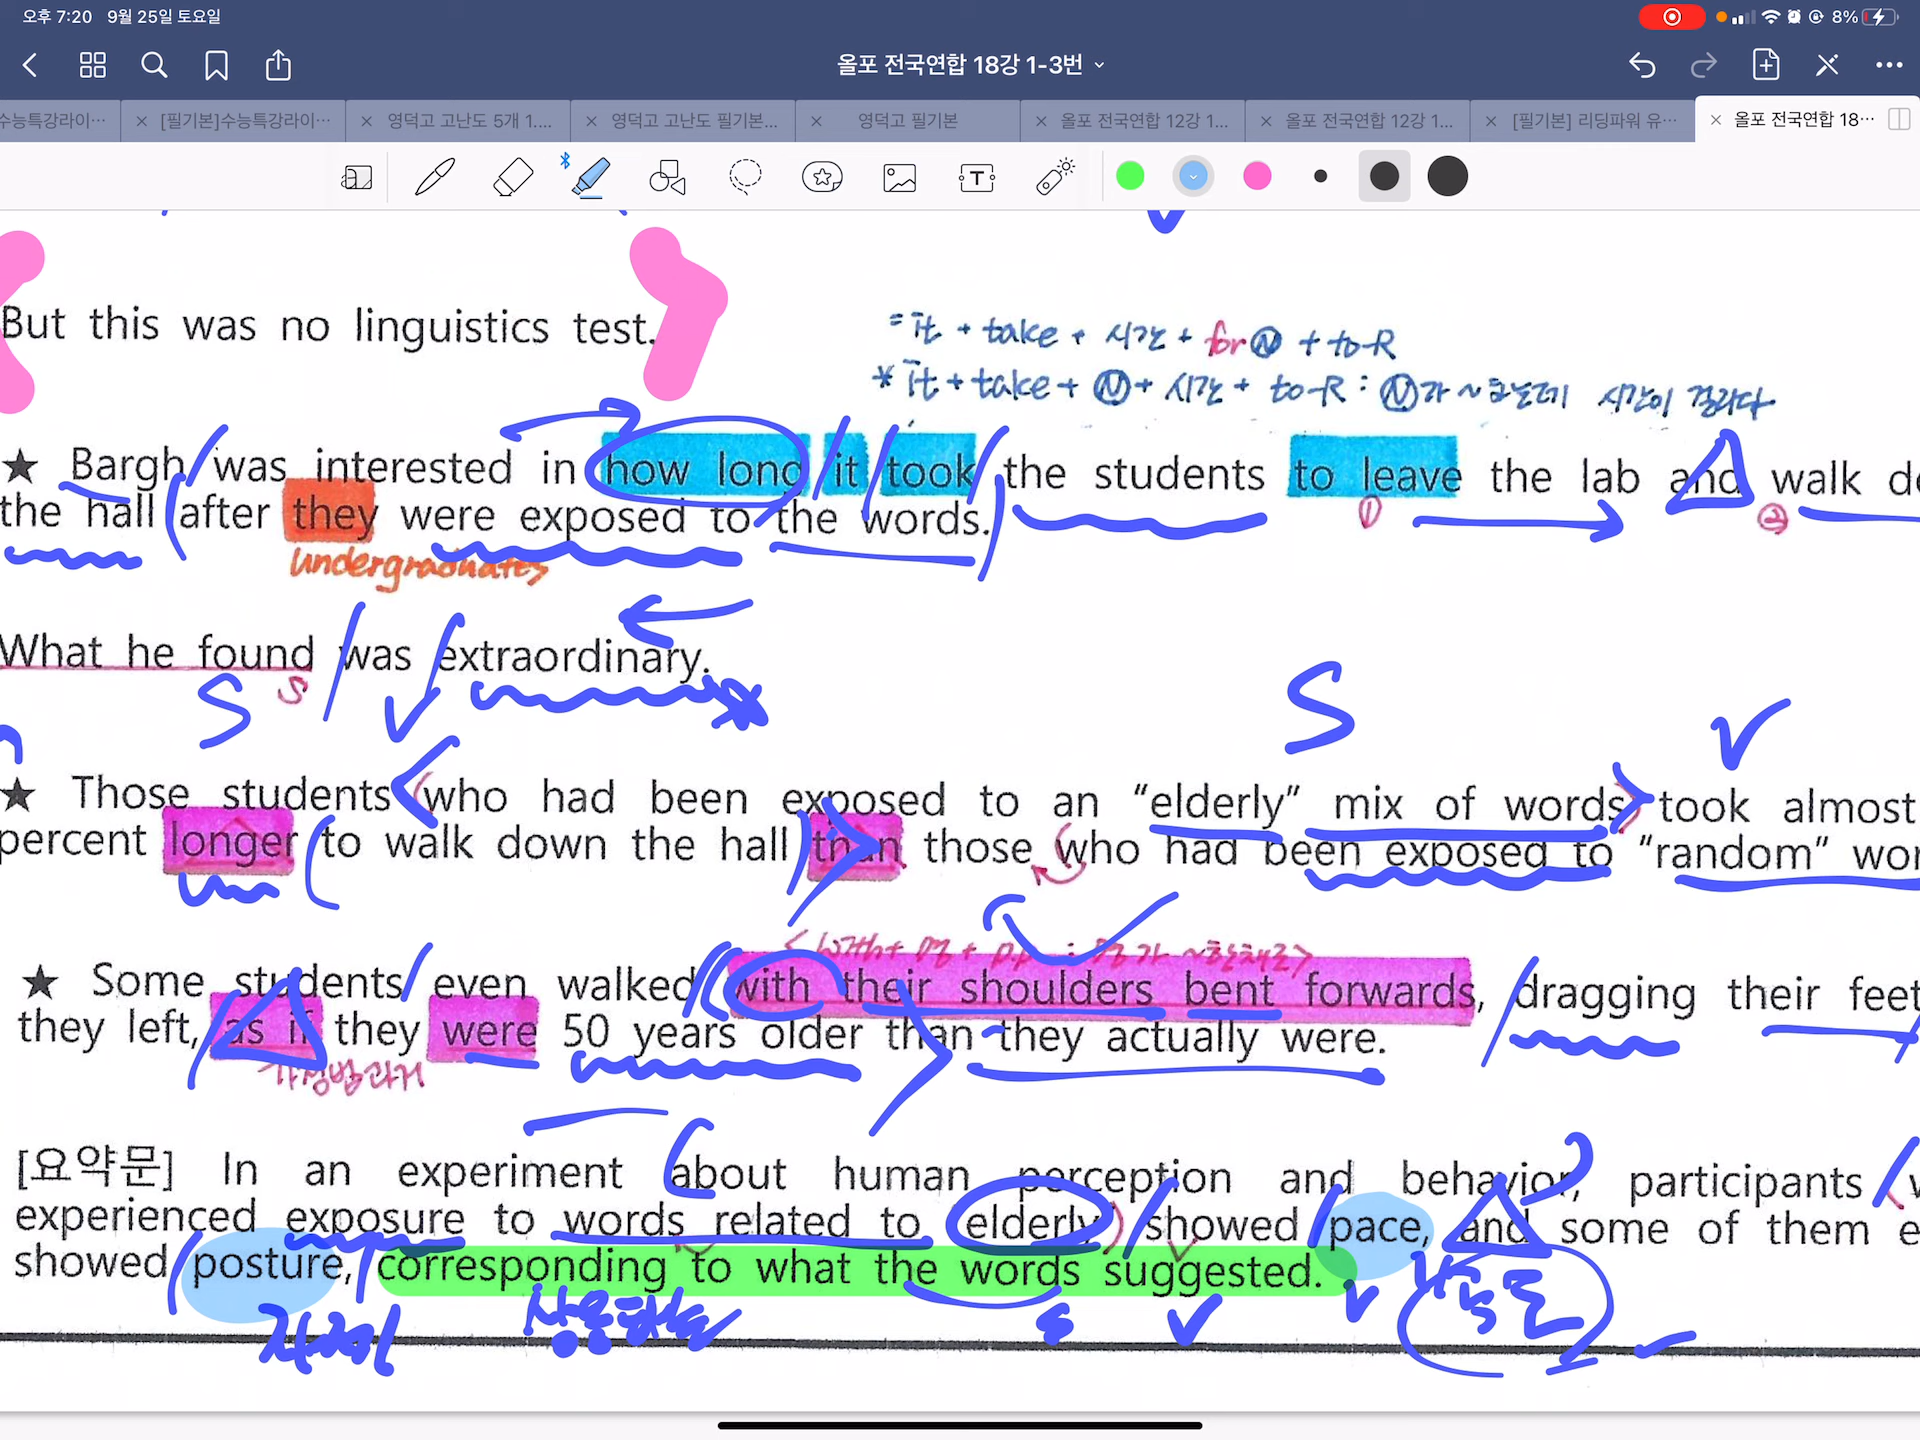 오후 7:20 9월 25일 토요일
8%
올포 전국연합 18강 1-3번
수능특강라이···
[필기본]수능특강라이···
영덕고 고난도 5개 1....
영덕고 고난도 필기본...
영덕고 필기본
올포 전국연합 12강 1...
올포 전국연합 12강 1...
[필기본] 리딩파워 유···
올포 전국연합 18···
But this was no linguistics test.
= it + take + 시간 + for Ⓝ + to-R
* it + take + Ⓝ + 시간 + to-R : Ⓝ가 ~하는데 시간이 걸리다
★ Bargh was interested in how long it took the students to leave the lab and walk do
① ②
the hall after they were exposed to the words.
undergraduates
What he found was extraordinary.
S S V
S V
★ Those students who had been exposed to an “elderly” mix of words took almost
percent longer to walk down the hall than those who had been exposed to “random” wor
<with + 명 + p.p : 명가 ~한채로>
★ Some students even walked with their shoulders bent forwards, dragging their feet
they left, as if they were 50 years older than they actually were.
가정법과거
[요약문] In an experiment about human perception and behavior, participants w
experienced exposure to words related to elderly showed pace, and some of them e
showed posture, corresponding to what the words suggested.
자세 상응하는 S V 속도